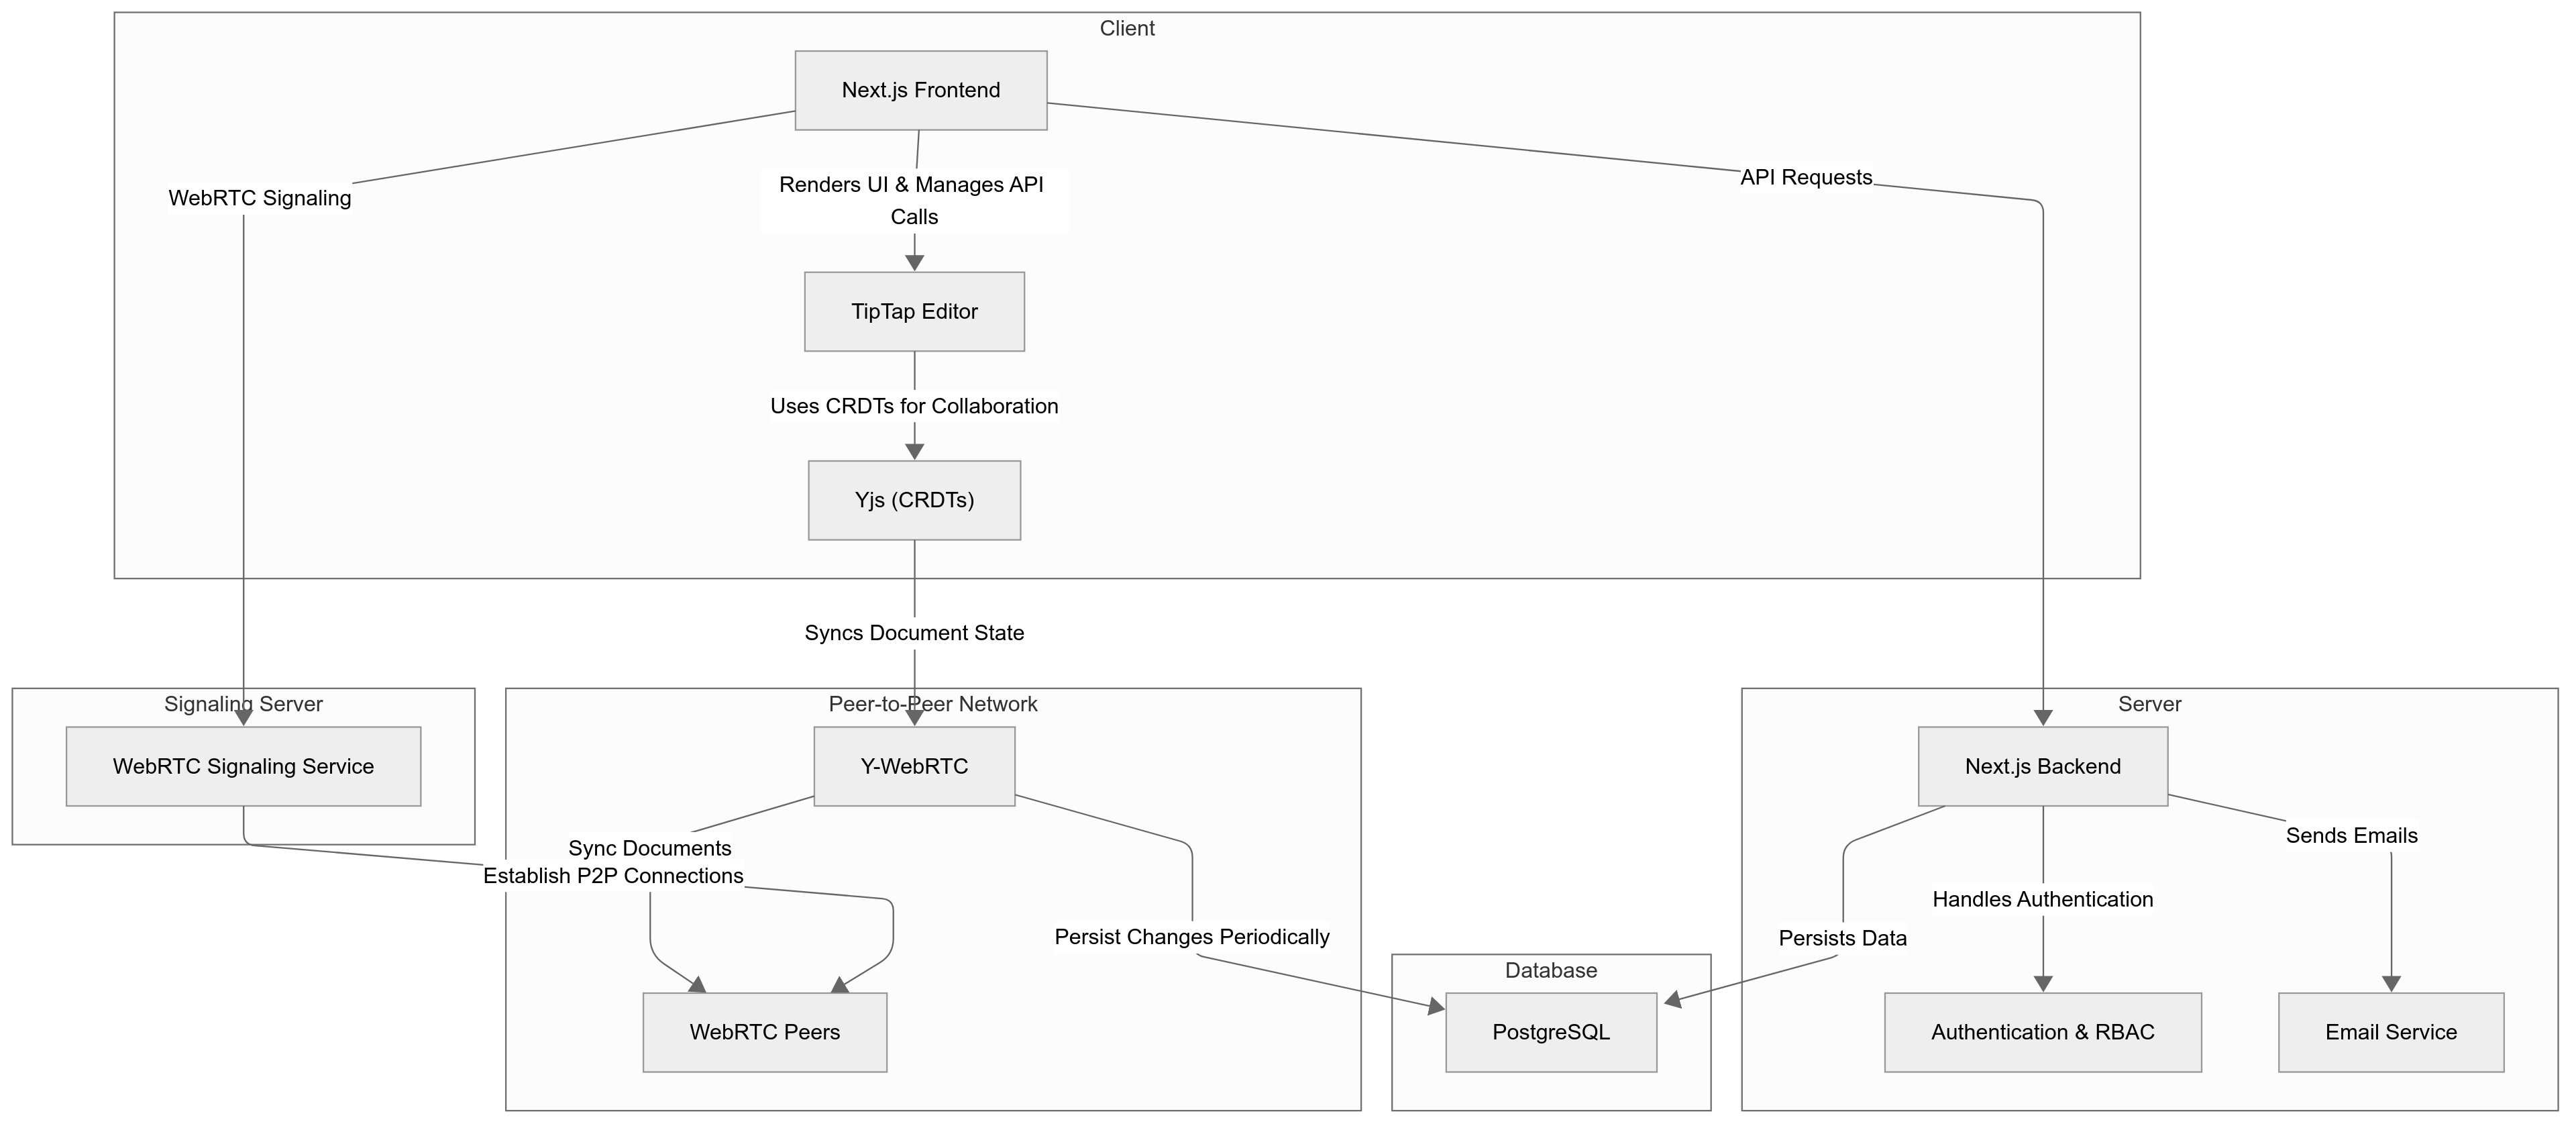 Client
Next.js Frontend
WebRTC Signaling
Renders UI & Manages API
Calls
API Requests
TipTap Editor
Uses CRDTs for Collaboration
Yjs (CRDTs)
Syncs Document State
Signaling Server
Peer-to-Peer Network
Server
WebRTC Signaling Service
Y-WebRTC
Next.js Backend
Sync Documents
Establish P2P Connections
Sends Emails
Handles Authentication
Persist Changes Periodically
Persists Data
Database
WebRTC Peers
PostgreSQL
Authentication & RBAC
Email Service